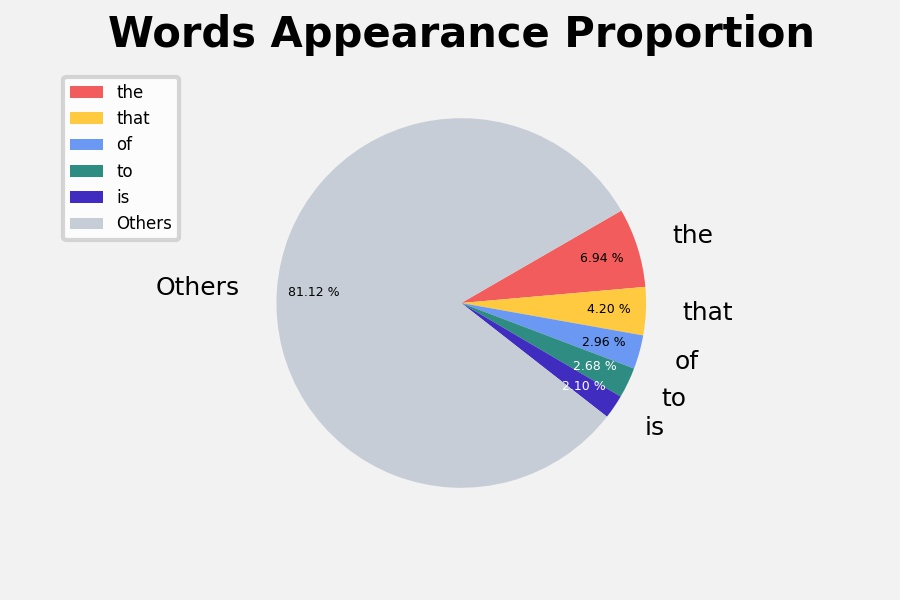 Words Appearance Proportion
the
that
of
to
is
Others
the
6.94 %
that
4.20 %
of
2.96 %
to
2.68 %
is
2.10 %
Others
81.12 %